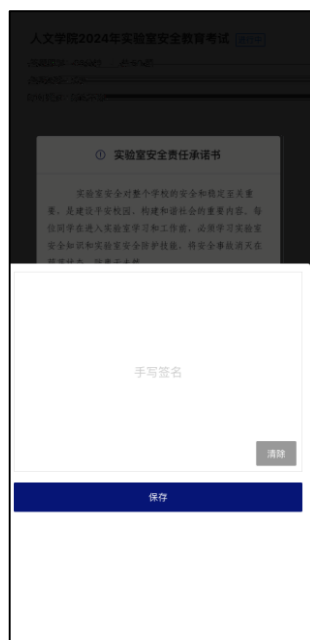 人文学院2024年实验室安全教育考试
实验室安全责任承诺书
实验室安全对整个学校的安全和稳定至关重
要，是建设平安校园、构建和谐社会的重要内容。每
位同学在进入实验室学习和工作前，必须学习实验室
安全知识和实验室安全防护技能，将安全事故消灭在
手写签名
清除
保存